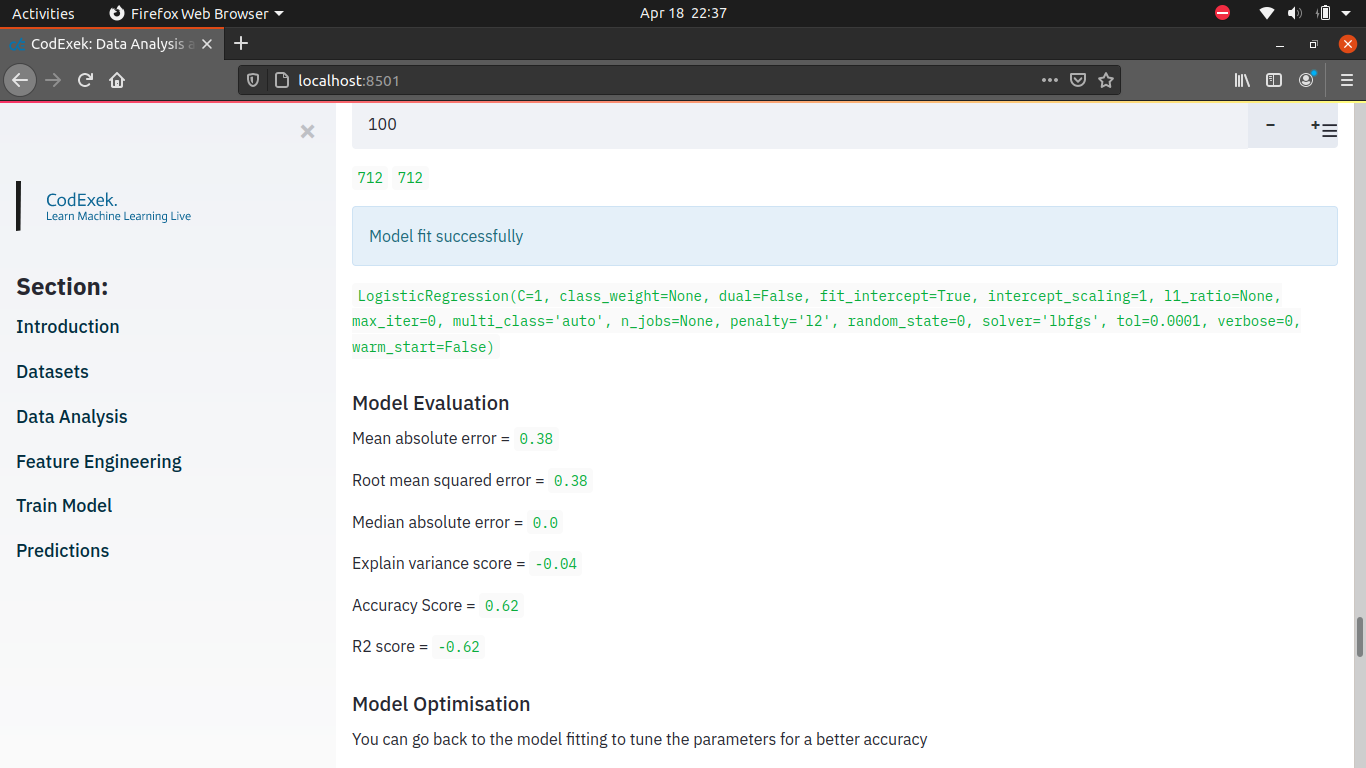 Activities Firefox Web Browser Apr 18 22:37
CodExek: Data Analysis a
localhost:8501
100 - +
712 712
CodExek.
Learn Machine Learning Live
Model fit successfully
Section:
Introduction
Datasets
Data Analysis
Feature Engineering
Train Model
Predictions
LogisticRegression(C=1, class_weight=None, dual=False, fit_intercept=True, intercept_scaling=1, l1_ratio=None,
max_iter=0, multi_class='auto', n_jobs=None, penalty='l2', random_state=0, solver='lbfgs', tol=0.0001, verbose=0,
warm_start=False)
Model Evaluation
Mean absolute error = 0.38
Root mean squared error = 0.38
Median absolute error = 0.0
Explain variance score = -0.04
Accuracy Score = 0.62
R2 score = -0.62
Model Optimisation
You can go back to the model fitting to tune the parameters for a better accuracy